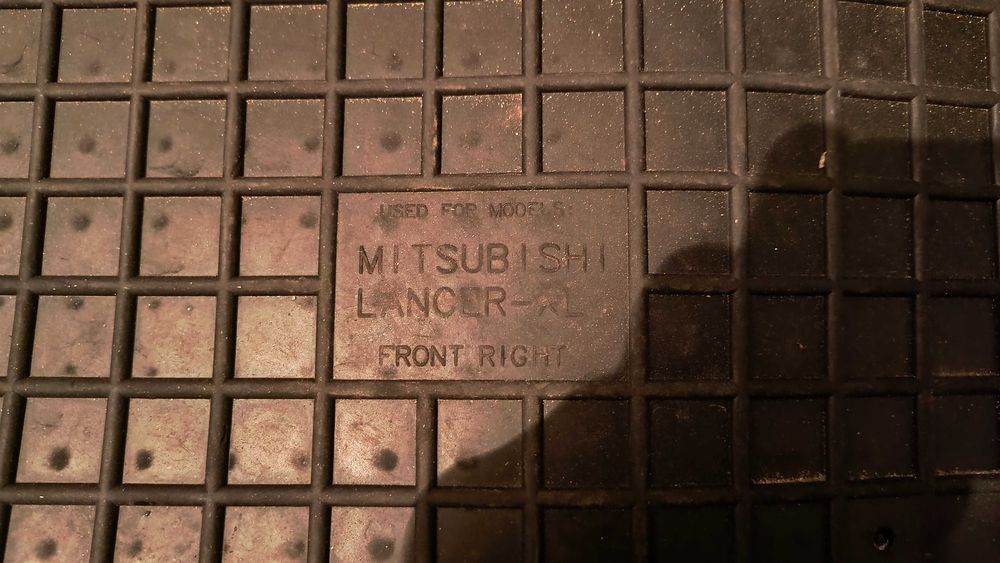 USED FOR MODELS:
MITSUBISHI
LANCER-XL
FRONT RIGHT